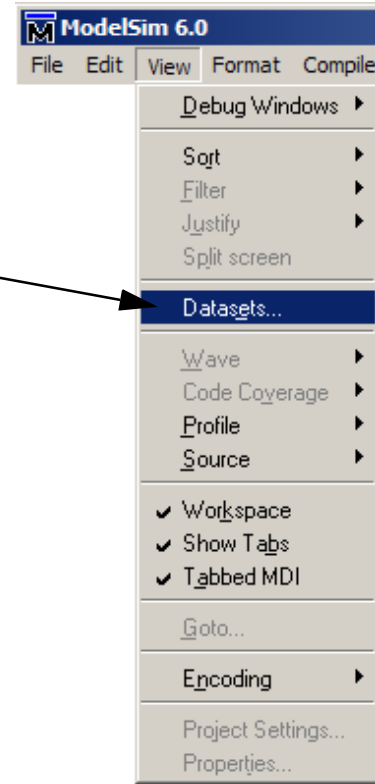 ModelSim 6.0
File Edit View Format Compile
Debug Windows
Sort
Filter
Justify
Split screen
Datasets...
Wave
Code Coverage
Profile
Source
Workspace
Show Tabs
Tabbed MDI
Goto...
Encoding
Project Settings...
Properties...